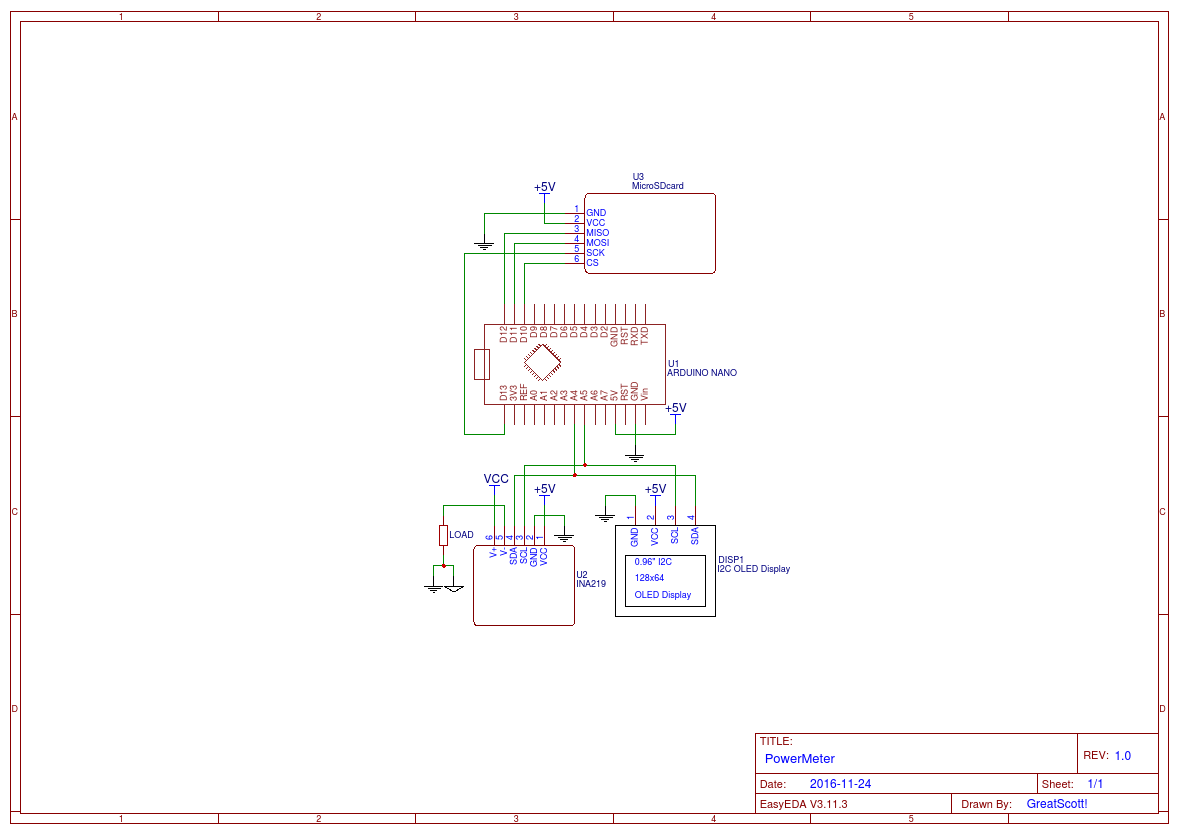 1 2 3 4 5
A A
B B
C C
D D
U3
MicroSDcard
+5V
1 GND
2 VCC
3 MISO
4 MOSI
5 SCK
6 CS
D12 D11 D10 D9 D8 D7 D6 D5 D4 D3 D2 GND RST RXD TXD
U1
ARDUINO NANO
D13 3V3 REF A0 A1 A2 A3 A4 A5 A6 A7 5V RST GND Vin
+5V
VCC
+5V
+5V
LOAD
6 5 4 3 2 1
V+ V- SDA SCL GND VCC
U2
INA219
1 2 3 4
GND VCC SCL SDA
DISP1
I2C OLED Display
0.96" I2C
128x64
OLED Display
TITLE:
PowerMeter
REV: 1.0
Date: 2016-11-24
Sheet: 1/1
EasyEDA V3.11.3
Drawn By: GreatScott!
1 2 3 4 5